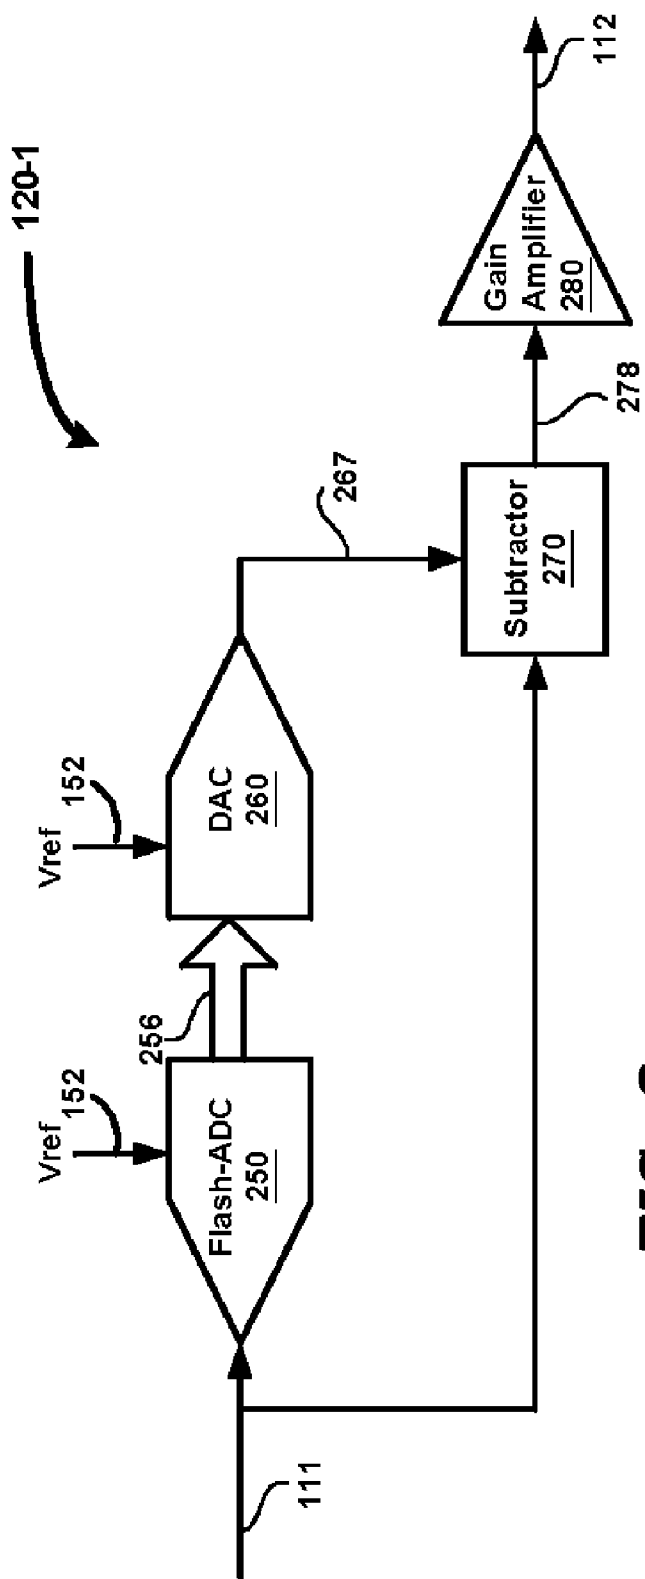 120-1
Vref
152
Vref
152
Flash-ADC
250
256
DAC
260
267
111
Subtractor
270
278
Gain
Amplifier
280
112